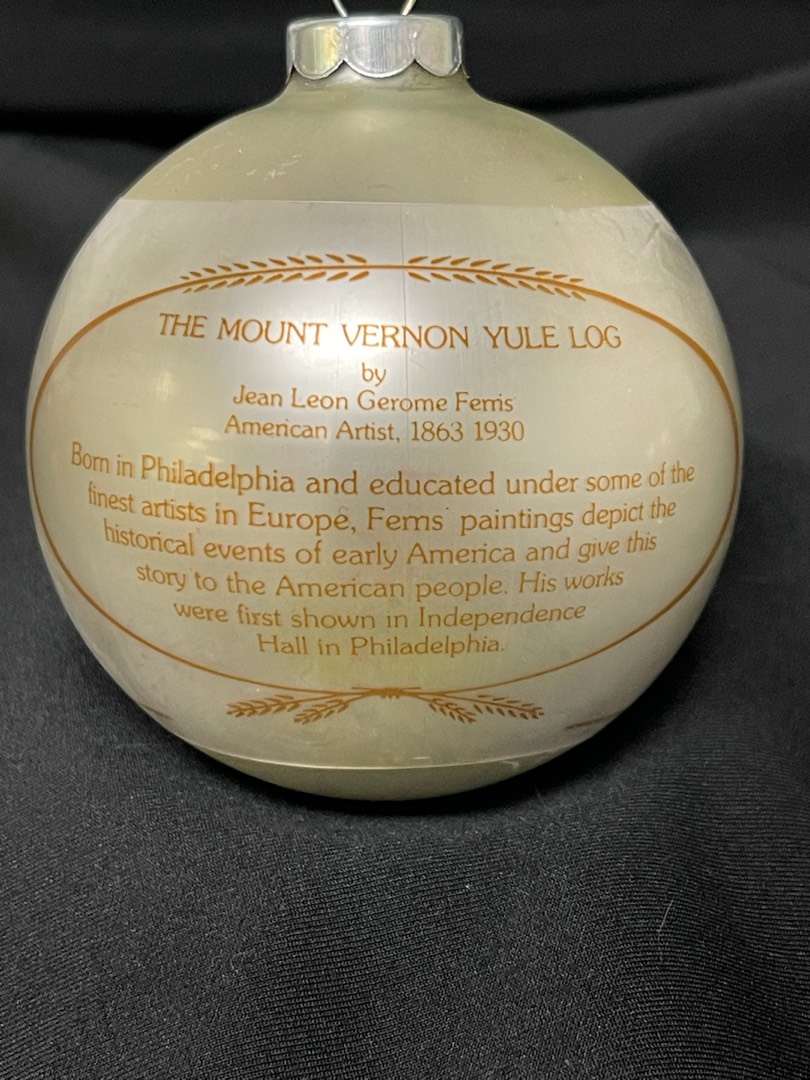 THE MOUNT VERNON YULE LOG
by
Jean Leon Gerome Ferris
American Artist, 1863 1930
Born in Philadelphia and educated under some of the
finest artists in Europe, Ferris' paintings depict the
historical events of early America and give this
story to the American people. His works
were first shown in Independence
Hall in Philadelphia.